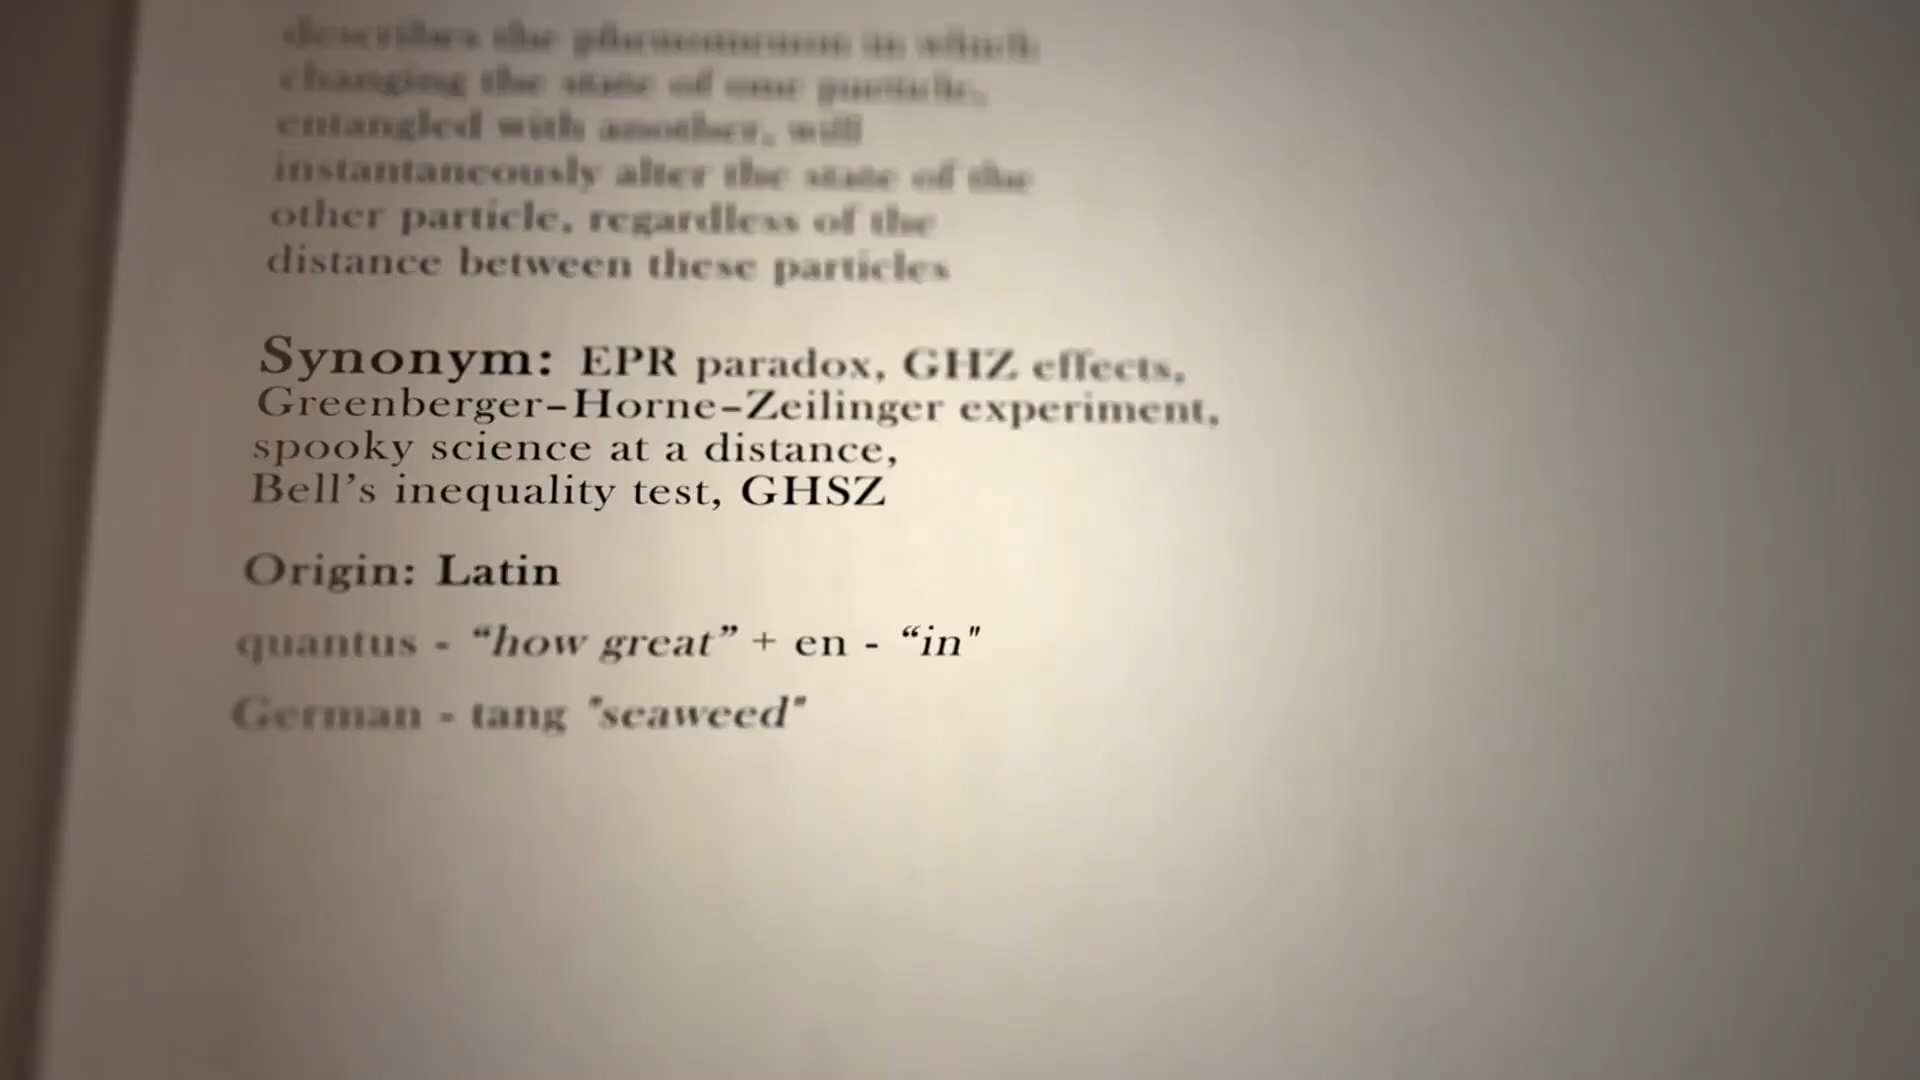 describes the phenomenon in which
changing the state of one particle,
entangled with another, will
instantaneously alter the state of the
other particle, regardless of the
distance between these particles
Synonym: EPR paradox, GHZ effects,
Greenberger–Horne–Zeilinger experiment,
spooky science at a distance,
Bell’s inequality test, GHSZ
Origin: Latin
quantus - “how great” + en - “in"
German - tang "seaweed"